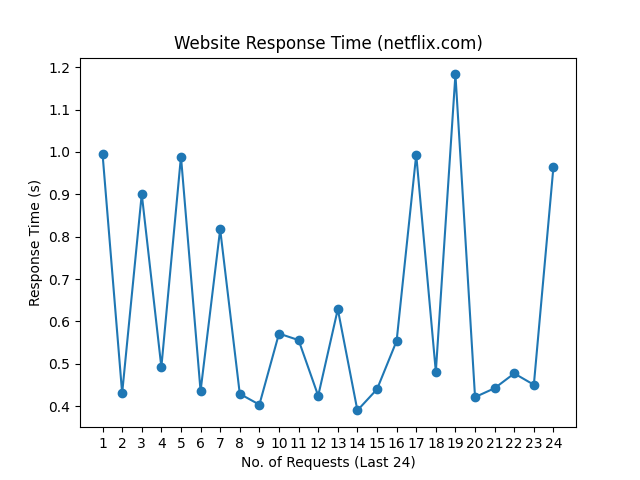 Website Response Time (netflix.com)
1.2
1.1
1.0
0.9
0.8
0.7
0.6
0.5
0.4
Response Time (s)
1 2 3 4 5 6 7 8 9 10 11 12 13 14 15 16 17 18 19 20 21 22 23 24
No. of Requests (Last 24)